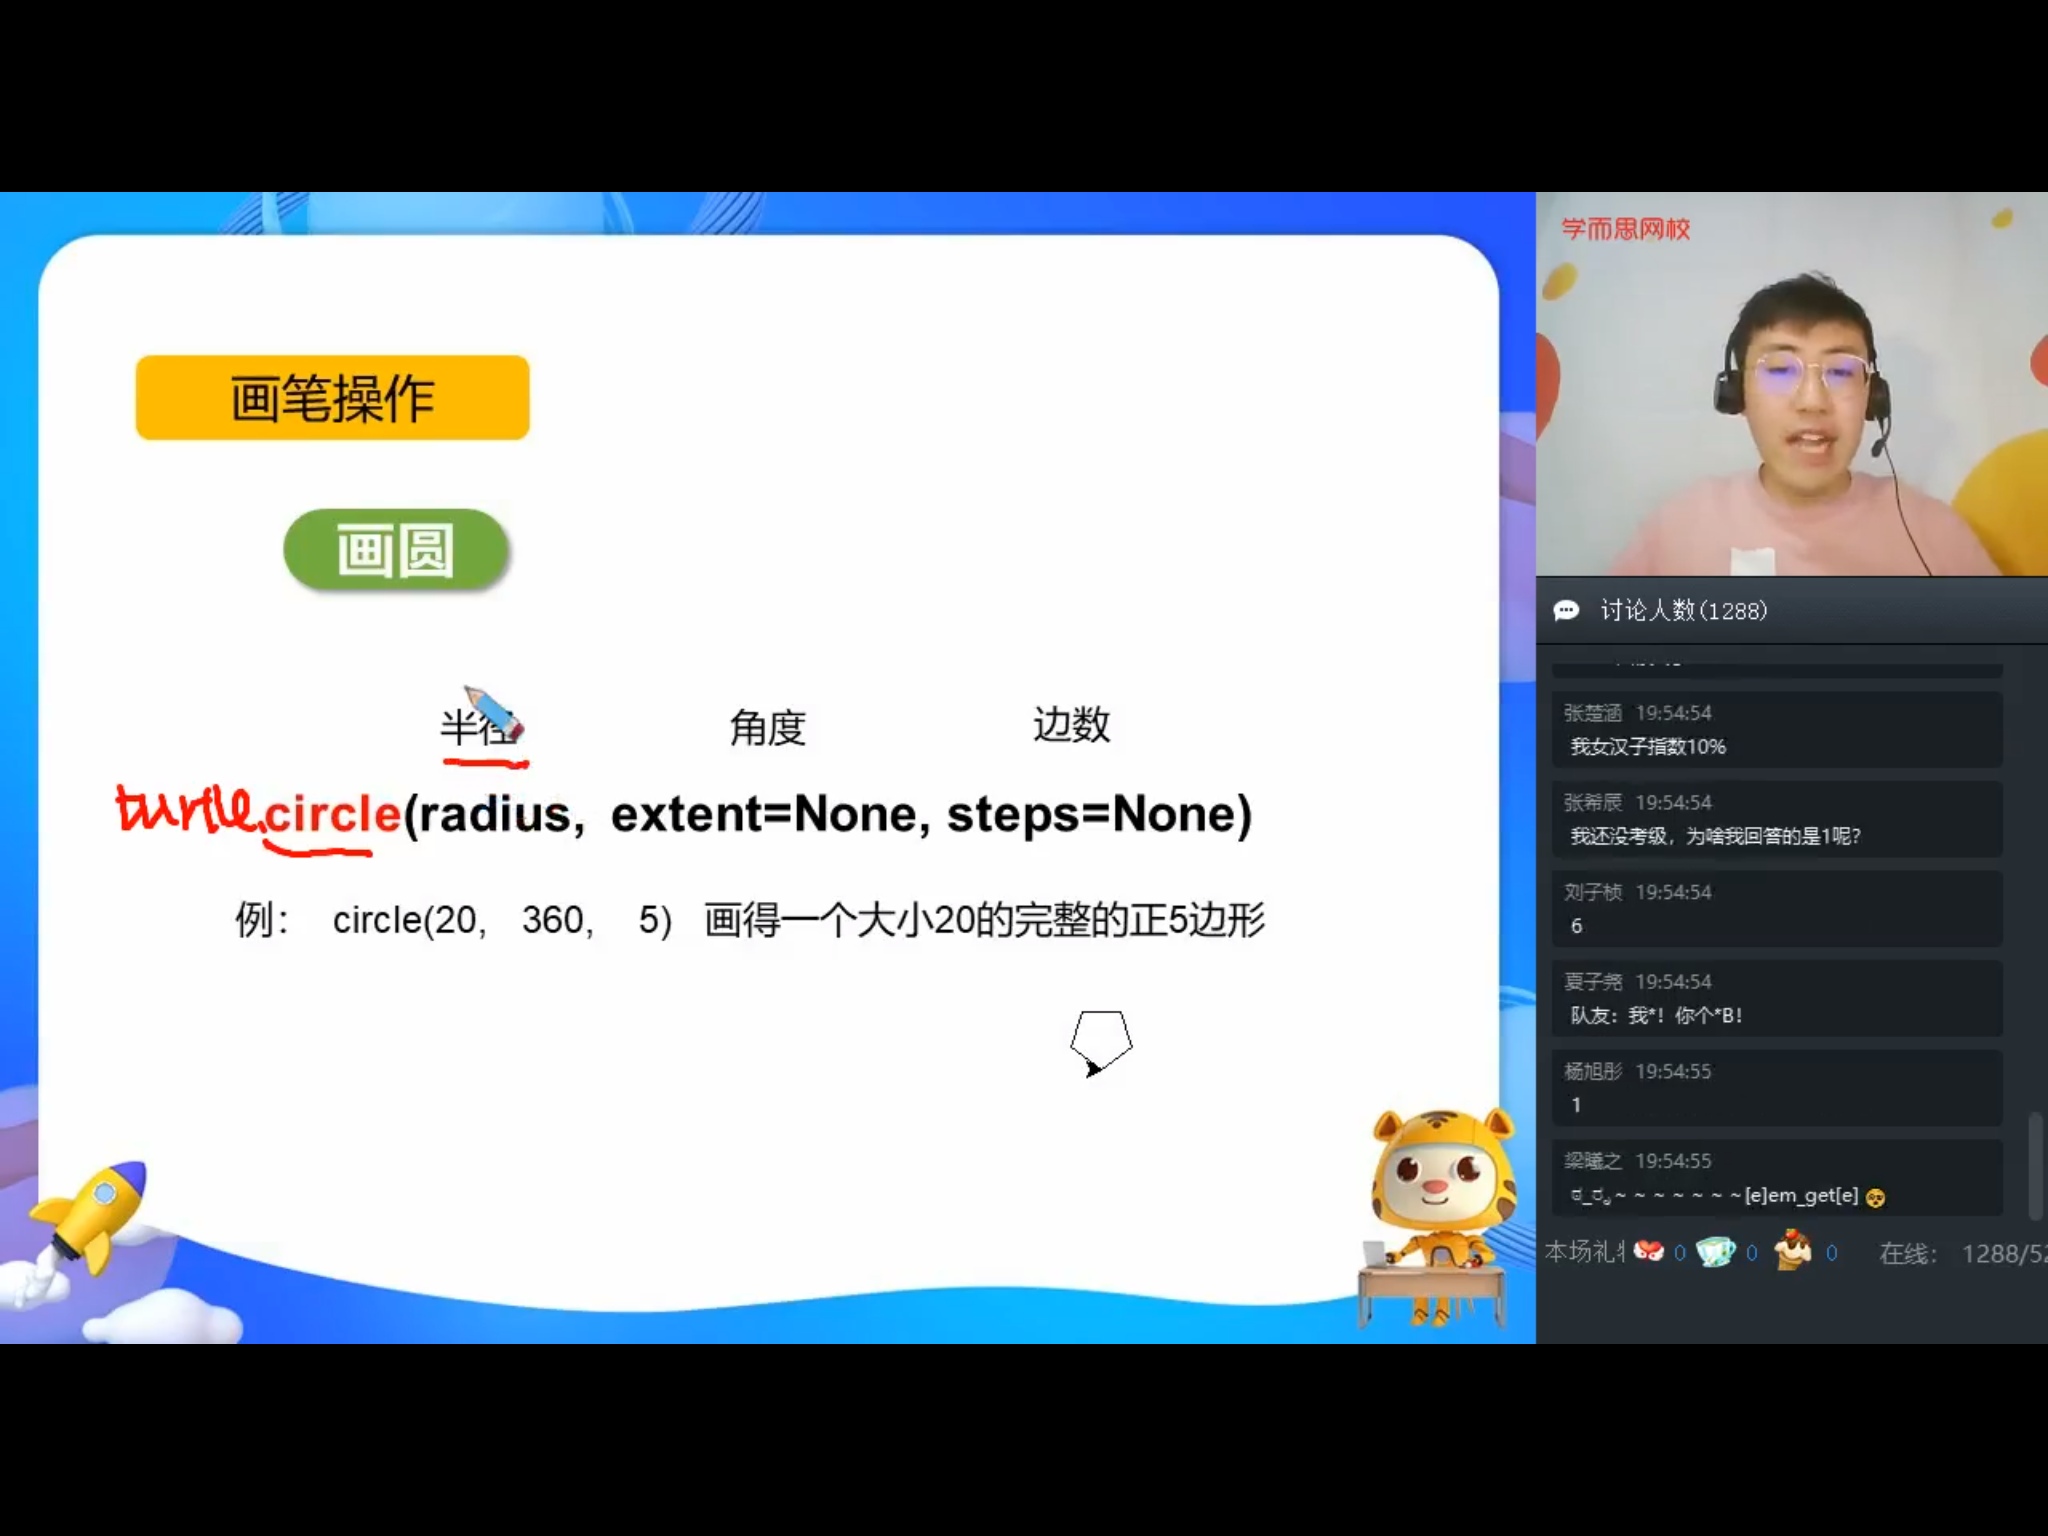 画笔操作
画圆
半径 角度 边数
turtle.circle(radius, extent=None, steps=None)
例： circle(20, 360, 5) 画得一个大小20的完整的正5边形
学而思网校
讨论人数(1288)
张楚涵 19:54:54
我女汉子指数10%
张希辰 19:54:54
我还没考级，为啥我回答的是1呢？
刘子桢 19:54:54
6
夏子尧 19:54:54
队友：我*！你个*B！
杨旭彤 19:54:55
1
梁曦之 19:54:55
~ ~ ~ ~ ~ ~ ~[e]em_get[e]
本场礼 0 0 0 在线： 1288/5